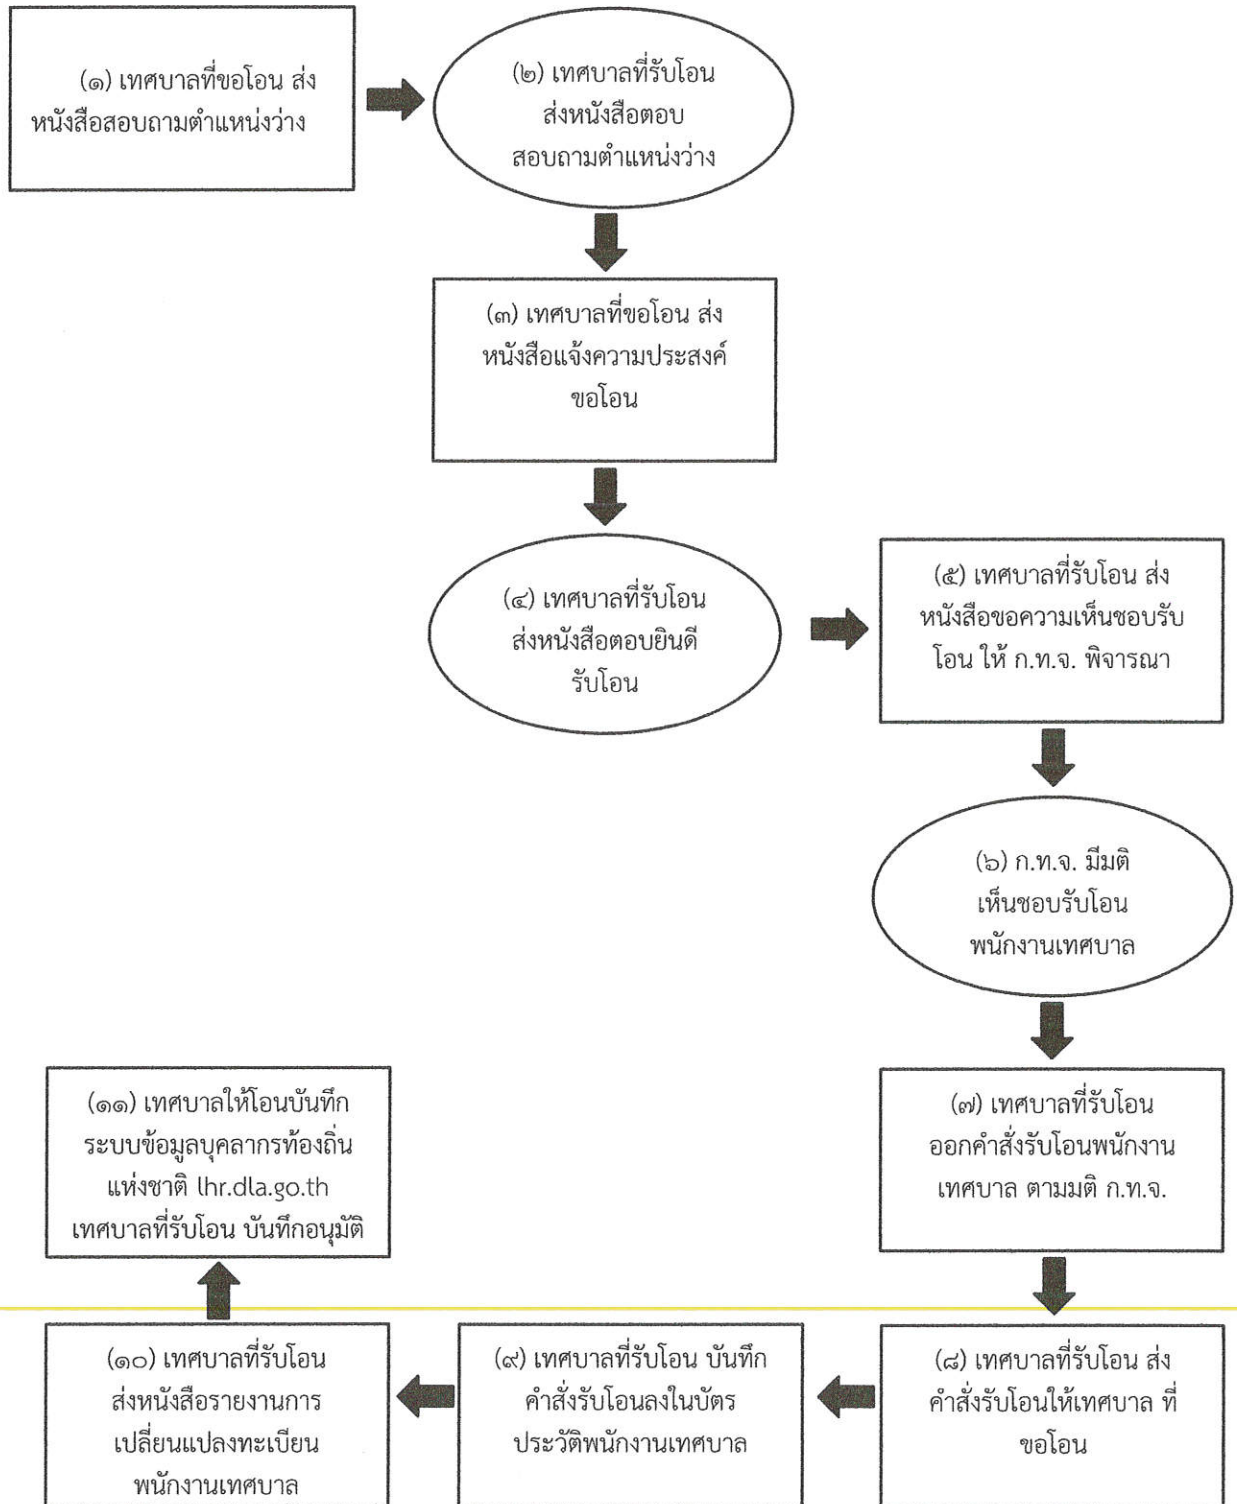 (๑) เทศบาลที่ขอโอน ส่ง
หนังสือสอบถามตำแหน่งว่าง
(๒) เทศบาลที่รับโอน
ส่งหนังสือตอบ
สอบถามตำแหน่งว่าง
(๓) เทศบาลที่ขอโอน ส่ง
หนังสือแจ้งความประสงค์
ขอโอน
(๔) เทศบาลที่รับโอน
ส่งหนังสือตอบยินดี
รับโอน
(๕) เทศบาลที่รับโอน ส่ง
หนังสือขอความเห็นชอบรับ
โอน ให้ ก.ท.จ. พิจารณา
(๖) ก.ท.จ. มีมติ
เห็นชอบรับโอน
พนักงานเทศบาล
(๗) เทศบาลที่รับโอน
ออกคำสั่งรับโอนพนักงาน
เทศบาล ตามมติ ก.ท.จ.
(๘) เทศบาลที่รับโอน ส่ง
คำสั่งรับโอนให้เทศบาล ที่
ขอโอน
(๙) เทศบาลที่รับโอน บันทึก
คำสั่งรับโอนลงในบัตร
ประวัติพนักงานเทศบาล
(๑๐) เทศบาลที่รับโอน
ส่งหนังสือรายงานการ
เปลี่ยนแปลงทะเบียน
พนักงานเทศบาล
(๑๑) เทศบาลให้โอนบันทึก
ระบบข้อมูลบุคลากรท้องถิ่น
แห่งชาติ lhr.dla.go.th
เทศบาลที่รับโอน บันทึกอนุมัติ